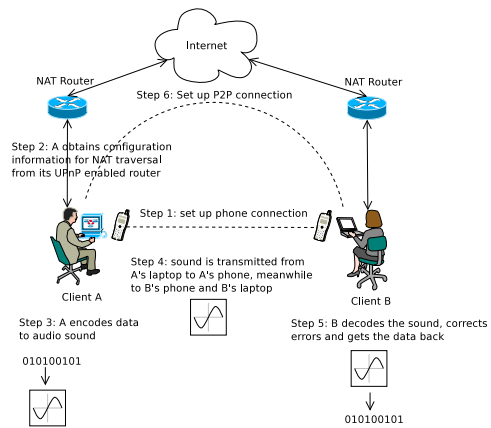 Internet
NAT Router
NAT Router
Step 6: Set up P2P connection
Step 2: A obtains configuration
information for NAT traversal
from its UPnP enabled router
Step 1: set up phone connection
Step 4: sound is transmitted from
A's laptop to A's phone, meanwhile
to B's phone and B's laptop
Client A
Client B
Step 3: A encodes data
to audio sound
010100101
Step 5: B decodes the sound, corrects
errors and gets the data back
010100101